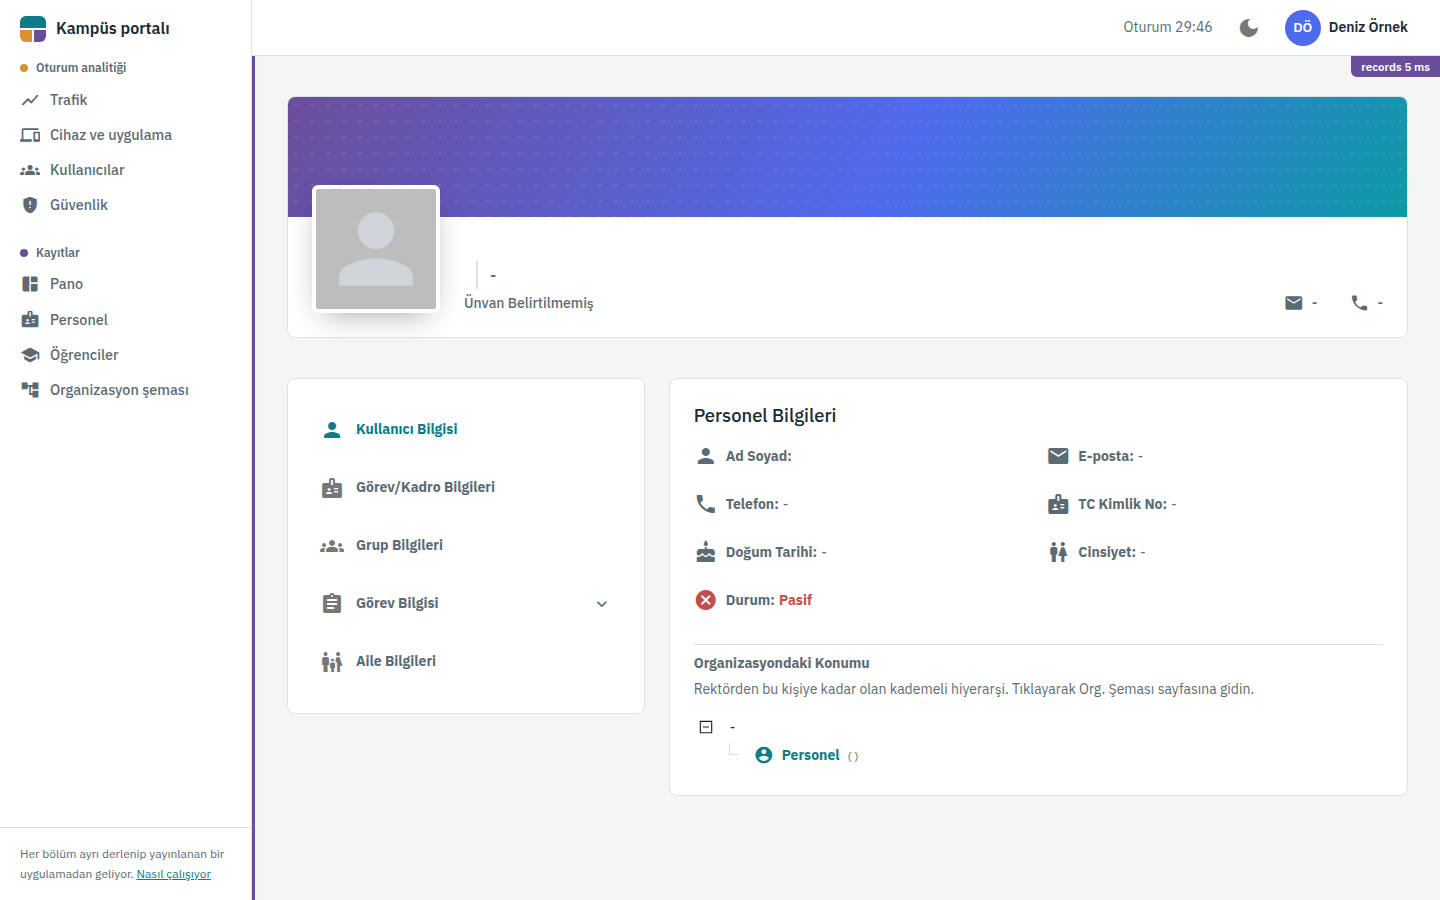 Kampüs portalı
Oturum 29:46
DÖ
Deniz Örnek
records 5 ms
Oturum analitiği
Trafik
Cihaz ve uygulama
Kullanıcılar
Güvenlik
Kayıtlar
Pano
Personel
Öğrenciler
Organizasyon şeması
Her bölüm ayrı derlenip yayınlanan bir
uygulamadan geliyor. Nasıl çalışıyor
-
Ünvan Belirtilmemiş
-
-
Kullanıcı Bilgisi
Görev/Kadro Bilgileri
Grup Bilgileri
Görev Bilgisi
Aile Bilgileri
Personel Bilgileri
Ad Soyad:
E-posta: -
Telefon: -
TC Kimlik No: -
Doğum Tarihi: -
Cinsiyet: -
Durum: Pasif
Organizasyondaki Konumu
Rektörden bu kişiye kadar olan kademeli hiyerarşi. Tıklayarak Org. Şeması sayfasına gidin.
-
Personel ( )